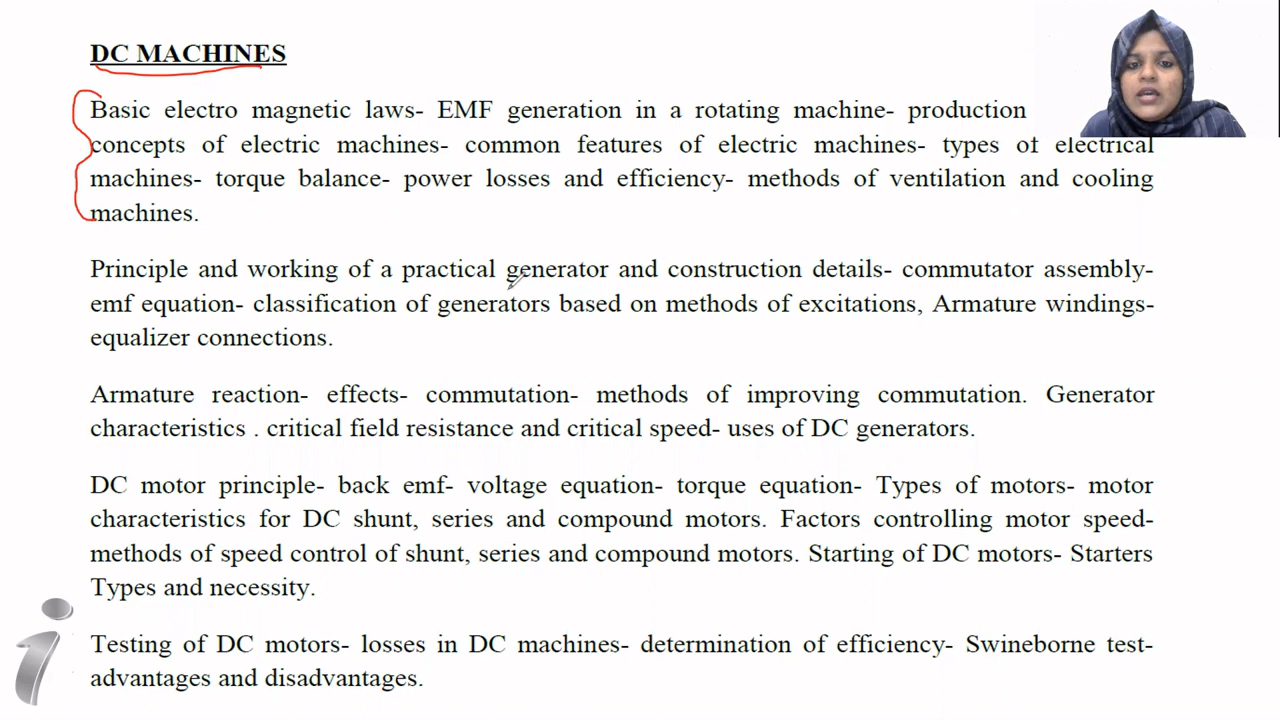 DC MACHINES
Basic electro magnetic laws- EMF generation in a rotating machine- production
concepts of electric machines- common features of electric machines- types of electrical
machines- torque balance- power losses and efficiency- methods of ventilation and cooling
machines.
Principle and working of a practical generator and construction details- commutator assembly-
emf equation- classification of generators based on methods of excitations, Armature windings-
equalizer connections.
Armature reaction- effects- commutation- methods of improving commutation. Generator
characteristics . critical field resistance and critical speed- uses of DC generators.
DC motor principle- back emf- voltage equation- torque equation- Types of motors- motor
characteristics for DC shunt, series and compound motors. Factors controlling motor speed-
methods of speed control of shunt, series and compound motors. Starting of DC motors- Starters
Types and necessity.
Testing of DC motors- losses in DC machines- determination of efficiency- Swineborne test-
advantages and disadvantages.